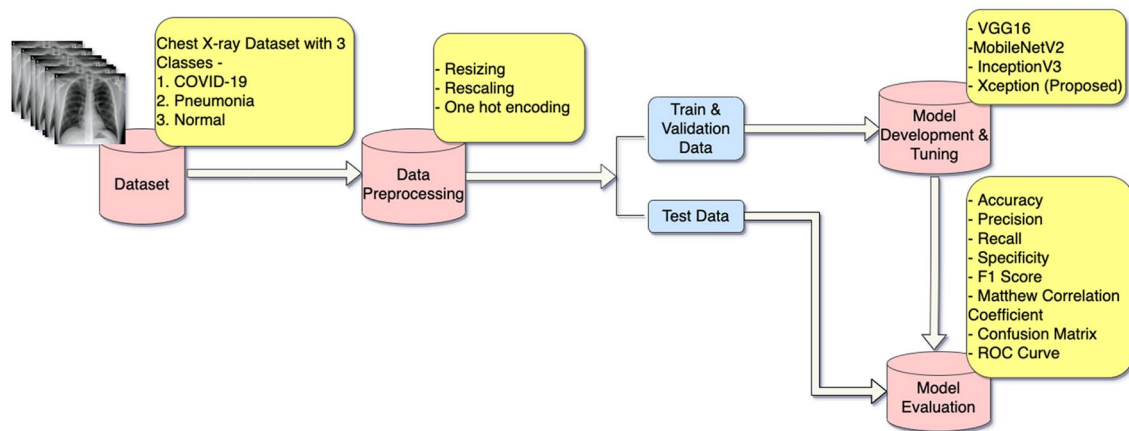 Chest X-ray Dataset with 3
Classes -
1. COVID-19
2. Pneumonia
3. Normal
Dataset
- Resizing
- Rescaling
- One hot encoding
Data
Preprocessing
Train &
Validation
Data
Test Data
- VGG16
-MobileNetV2
- InceptionV3
- Xception (Proposed)
Model
Development &
Tuning
- Accuracy
- Precision
- Recall
- Specificity
- F1 Score
- Matthew Correlation
Coefficient
- Confusion Matrix
- ROC Curve
Model
Evaluation